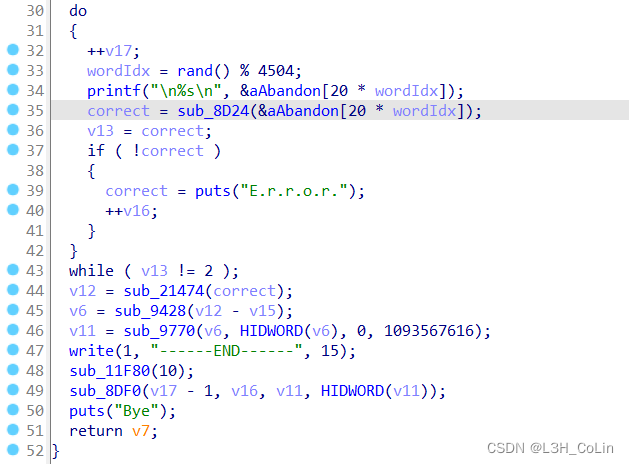 30 do
31 {
32 ++v17;
33 wordIdx = rand() % 4504;
34 printf("\n%s\n", &aAbandon[20 * wordIdx]);
35 correct = sub_8D24(&aAbandon[20 * wordIdx]);
36 v13 = correct;
37 if ( !correct )
38 {
39 correct = puts("E.r.r.o.r.");
40 ++v16;
41 }
42 }
43 while ( v13 != 2 );
44 v12 = sub_21474(correct);
45 v6 = sub_9428(v12 - v15);
46 v11 = sub_9770(v6, HIDWORD(v6), 0, 1093567616);
47 write(1, "------END------", 15);
48 sub_11F80(10);
49 sub_8DF0(v17 - 1, v16, v11, HIDWORD(v11));
50 puts("Bye");
51 return v7;
52 }
CSDN @L3H_CoLin